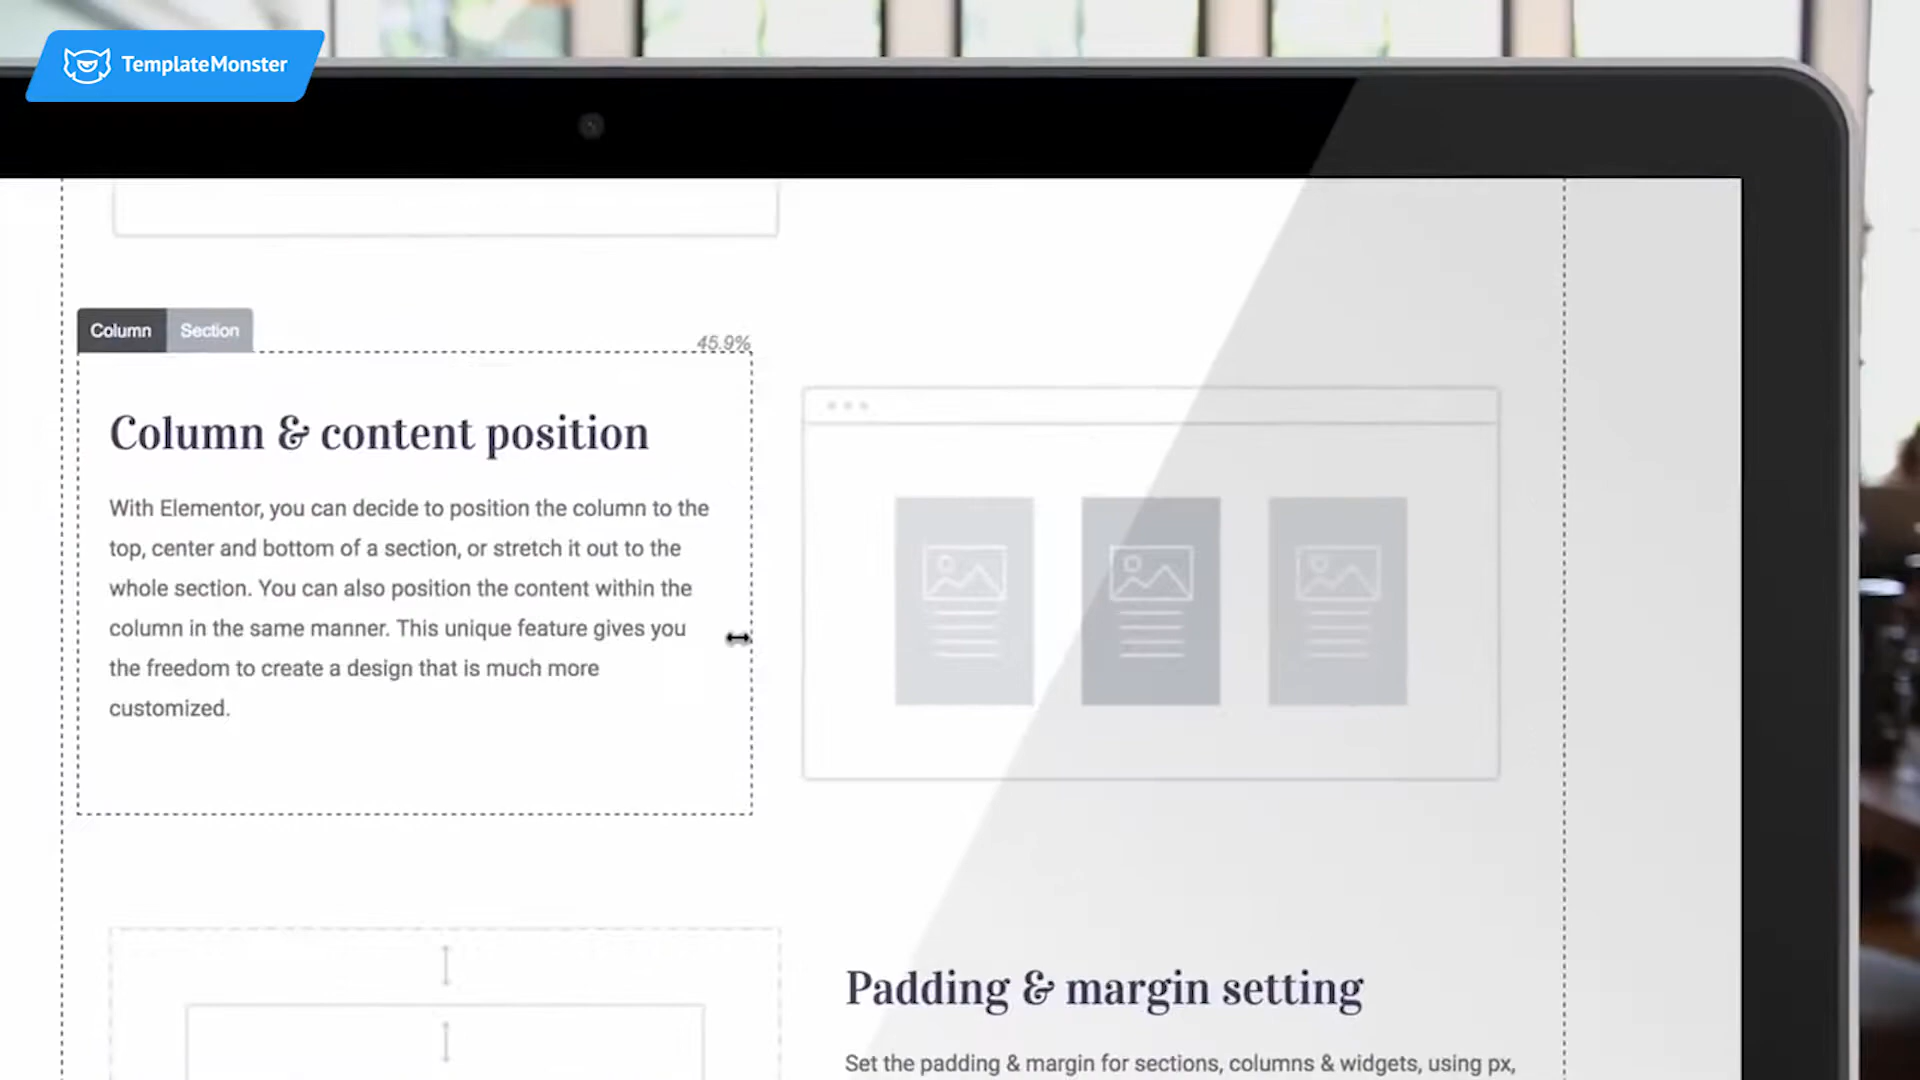 TemplateMonster
Column Section
45.9%
Column & content position
With Elementor, you can decide to position the column to the
top, center and bottom of a section, or stretch it out to the
whole section. You can also position the content within the
column in the same manner. This unique feature gives you
the freedom to create a design that is much more
customized.
Padding & margin setting
Set the padding & margin for sections, columns & widgets, using px,